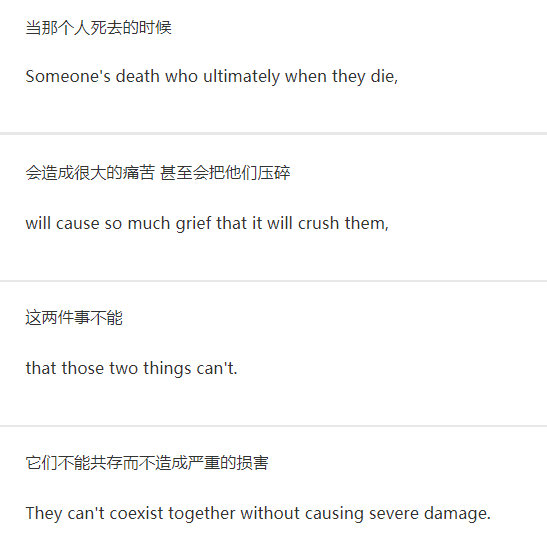 当那个人死去的时候
Someone's death who ultimately when they die,
会造成很大的痛苦 甚至会把他们压碎
will cause so much grief that it will crush them,
这两件事不能
that those two things can't.
它们不能共存而不造成严重的损害
They can't coexist together without causing severe damage.